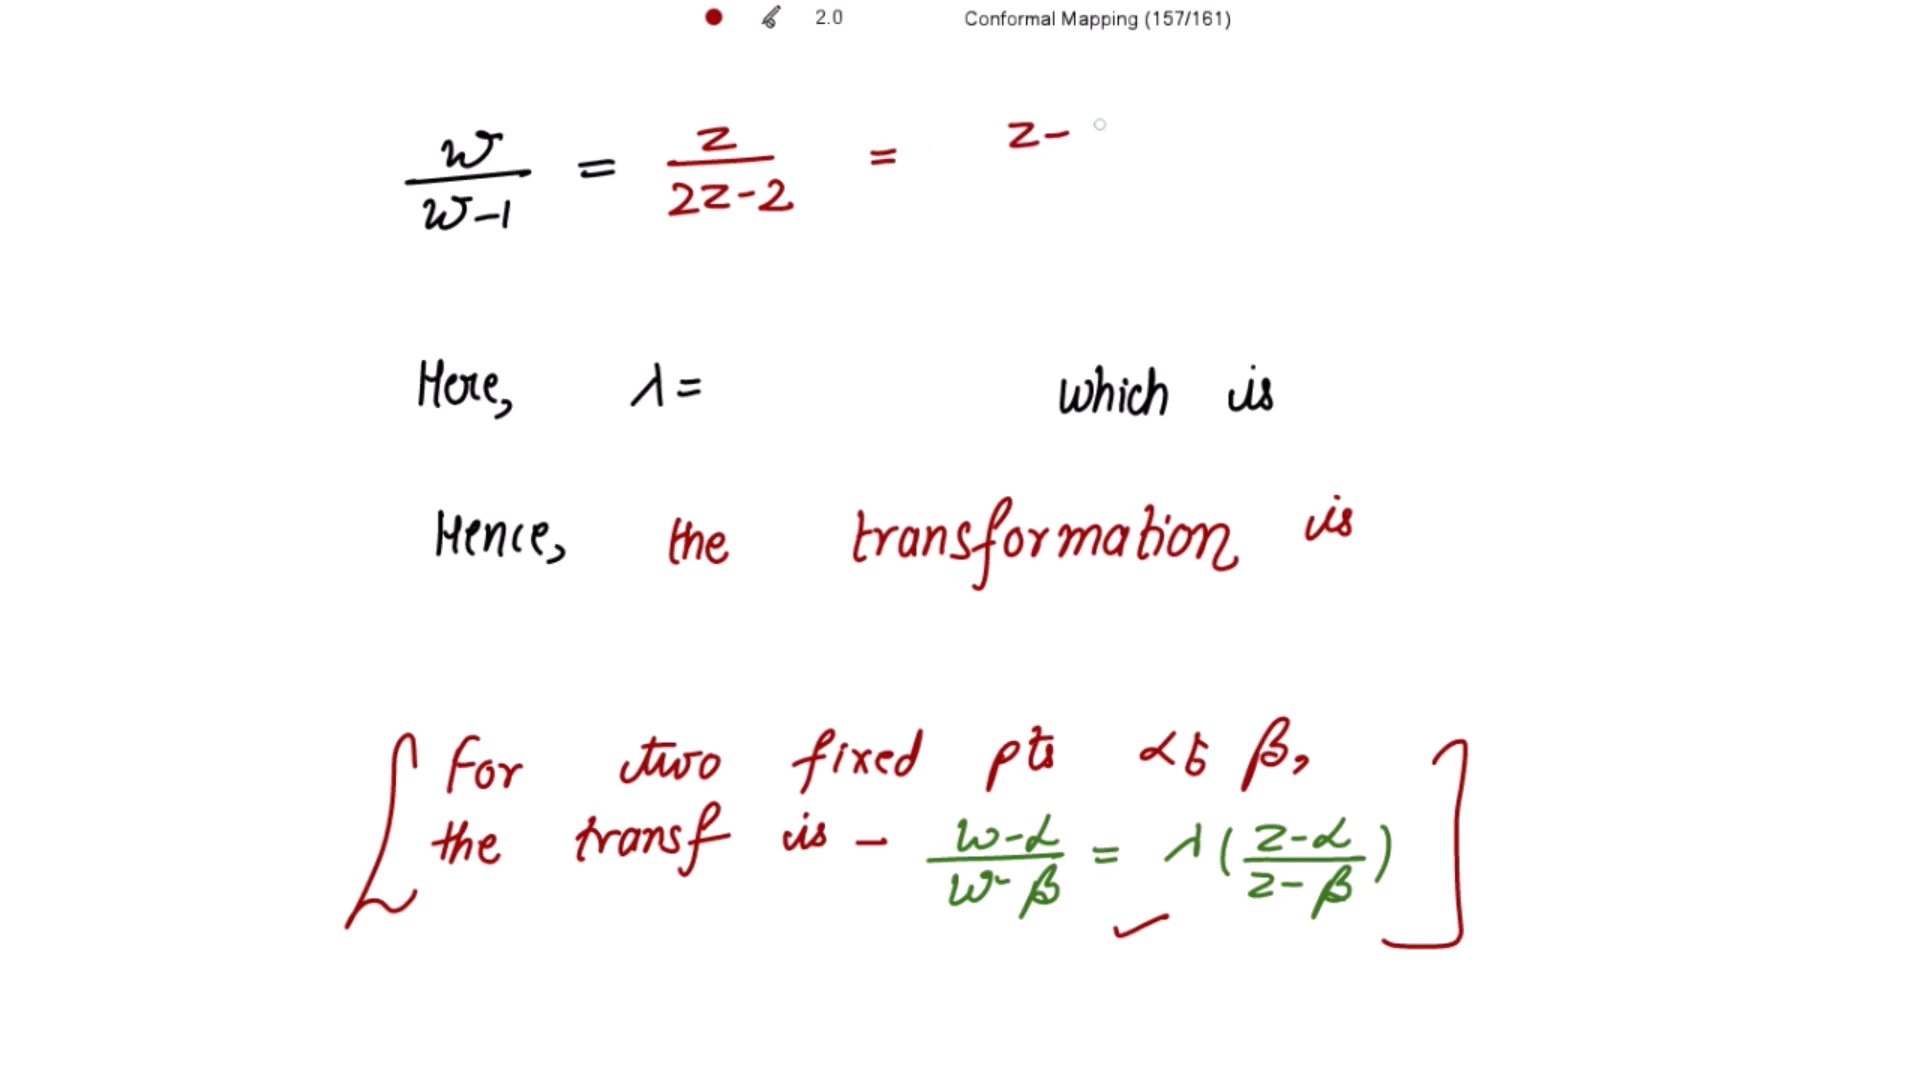 2.0 Conformal Mapping (157/161)
w/(w-1) = z/(2z-2) = z-
Here, λ= which is
Hence, the transformation is
[For two fixed pts α & β,
the transf is - (w-α)/(w-β) = λ((z-α)/(z-β))]